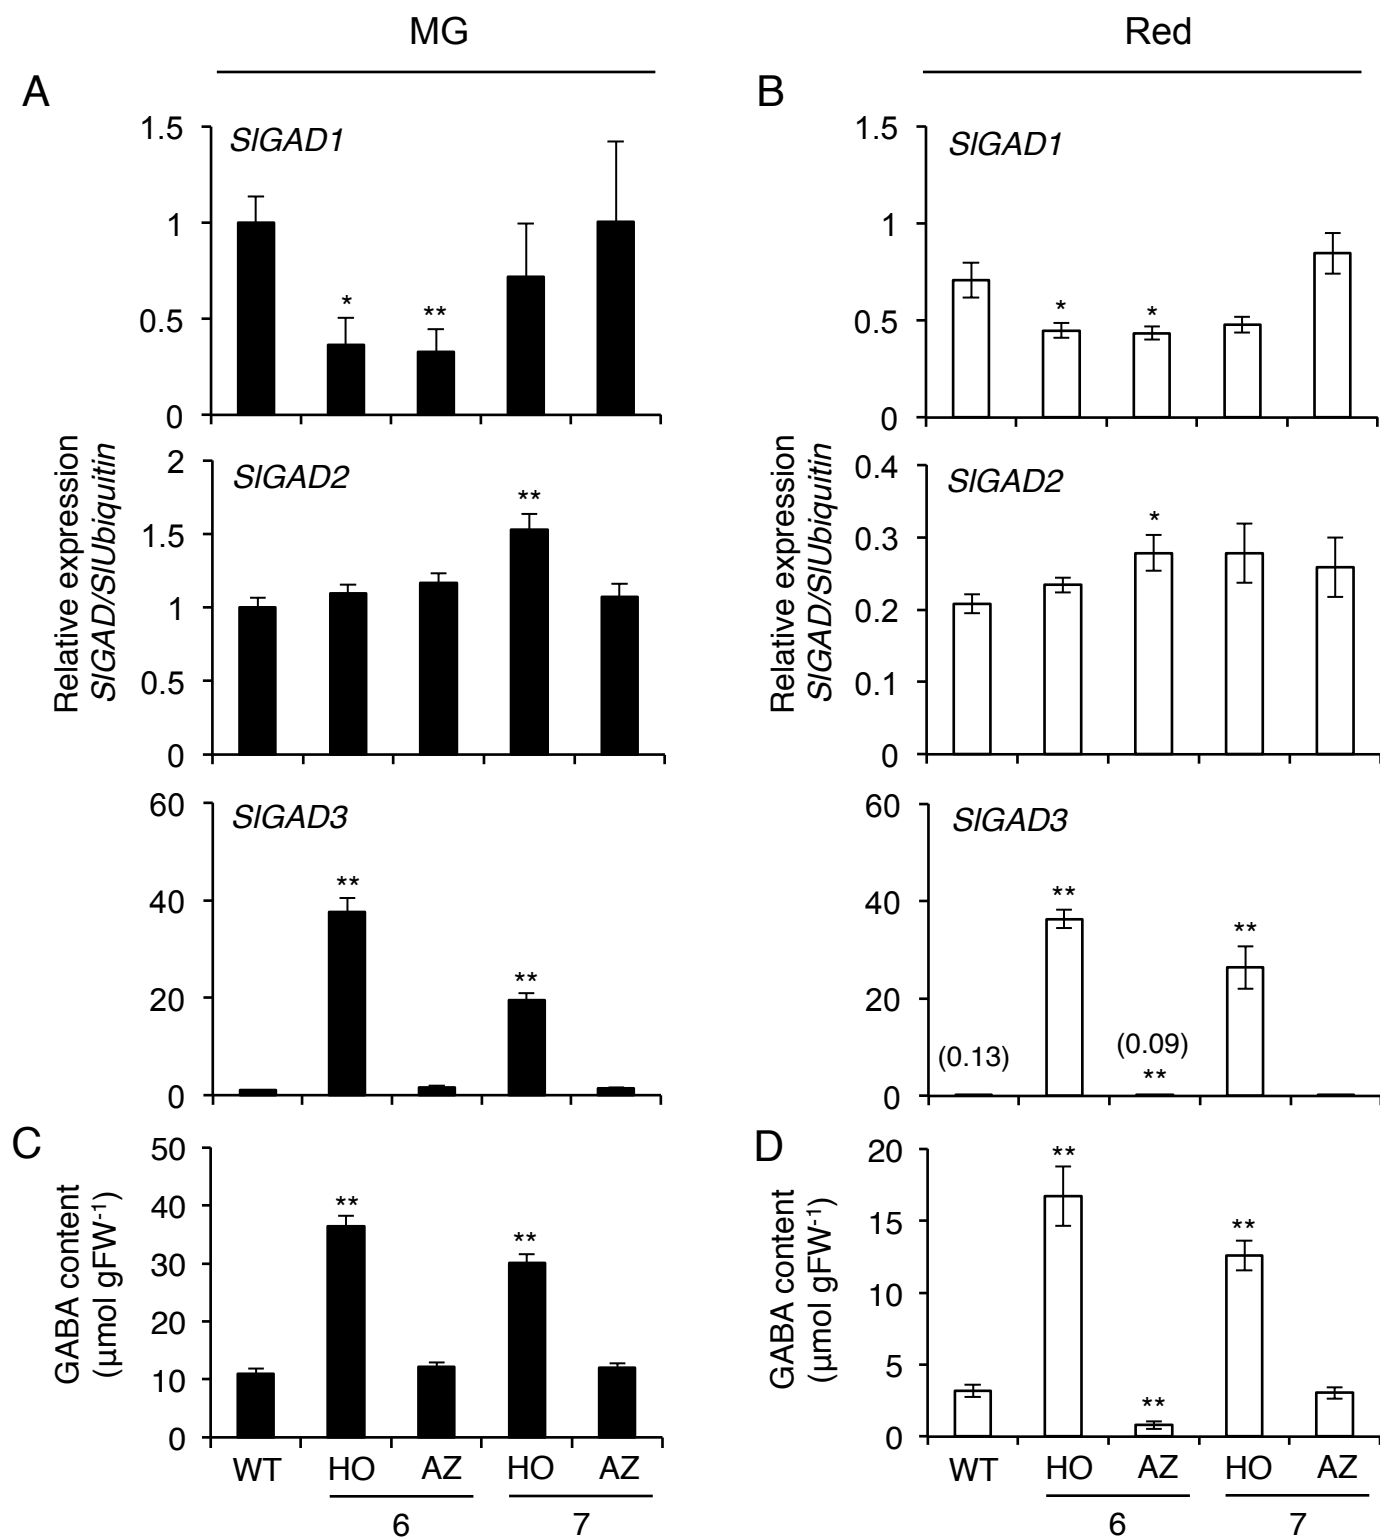 MG
Red
A
1.5
1
0.5
0
SlGAD1
*
**
B
1.5
1
0.5
0
SlGAD1
*
*
Relative expression
SlGAD/SlUbiquitin
2
1.5
1
0.5
0
SlGAD2
**
Relative expression
SlGAD/SlUbiquitin
0.4
0.3
0.2
0.1
0
SlGAD2
*
60
40
20
0
SlGAD3
**
**
60
40
20
0
SlGAD3
(0.13)
**
(0.09)
**
**
C
GABA content
(µmol gFW-1)
50
40
30
20
10
0
**
**
WT HO AZ HO AZ
6 7
D
GABA content
(µmol gFW-1)
20
15
10
5
0
**
**
**
WT HO AZ HO AZ
6 7